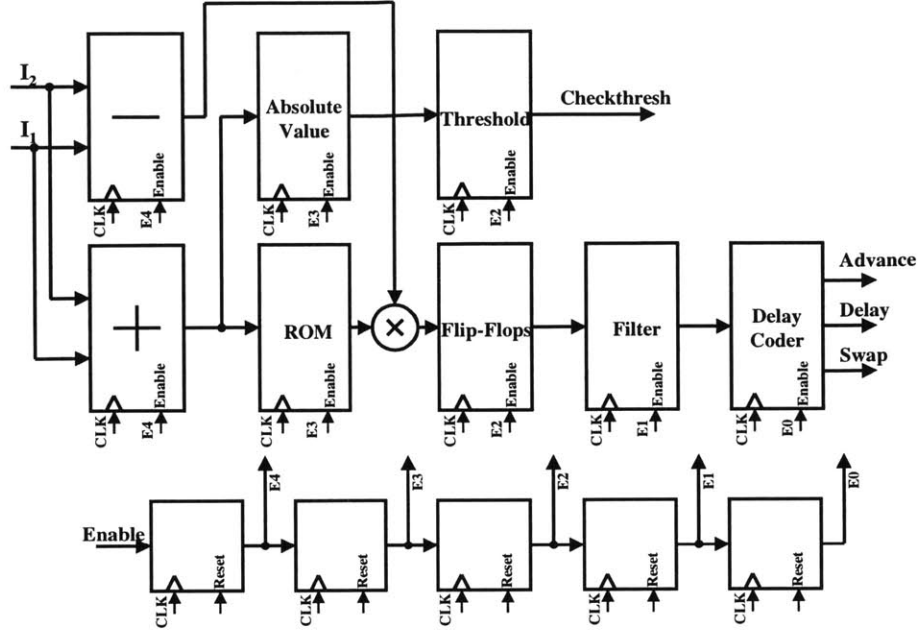 I2
I1
Absolute
Value
Threshold
Checkthresh
CLK
Enable
E4
CLK
Enable
E3
CLK
Enable
E2
ROM
×
Flip-Flops
Filter
Delay
Coder
Advance
Delay
Swap
CLK
Enable
E4
CLK
Enable
E3
CLK
Enable
E2
CLK
Enable
E1
CLK
Enable
E0
E4
E3
E2
E1
E0
Enable
CLK
Reset
CLK
Reset
CLK
Reset
CLK
Reset
CLK
Reset